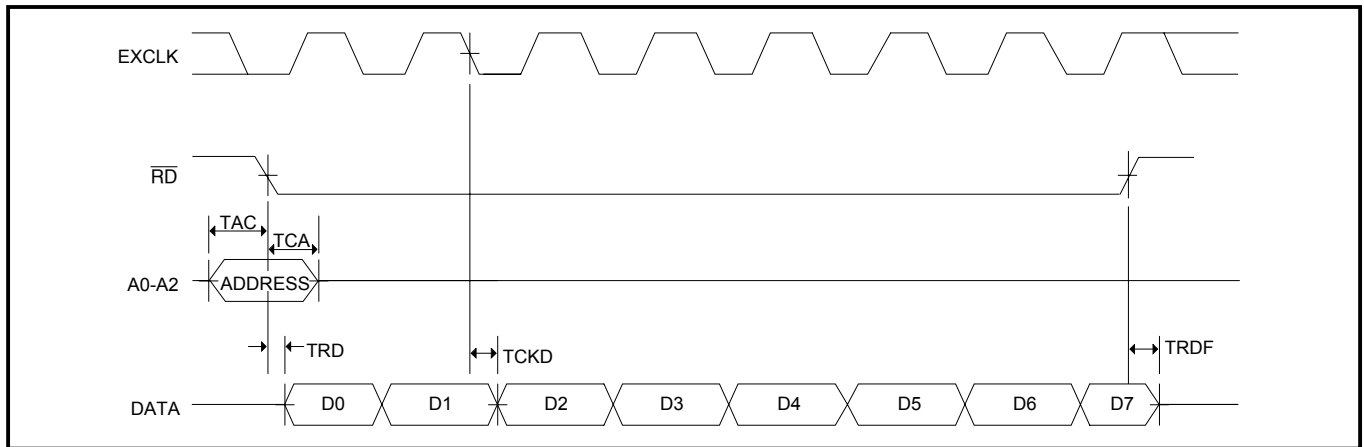 EXCLK
RD
TAC
TCA
A0-A2
ADDRESS
TRD
TCKD
TRDF
DATA
D0
D1
D2
D3
D4
D5
D6
D7